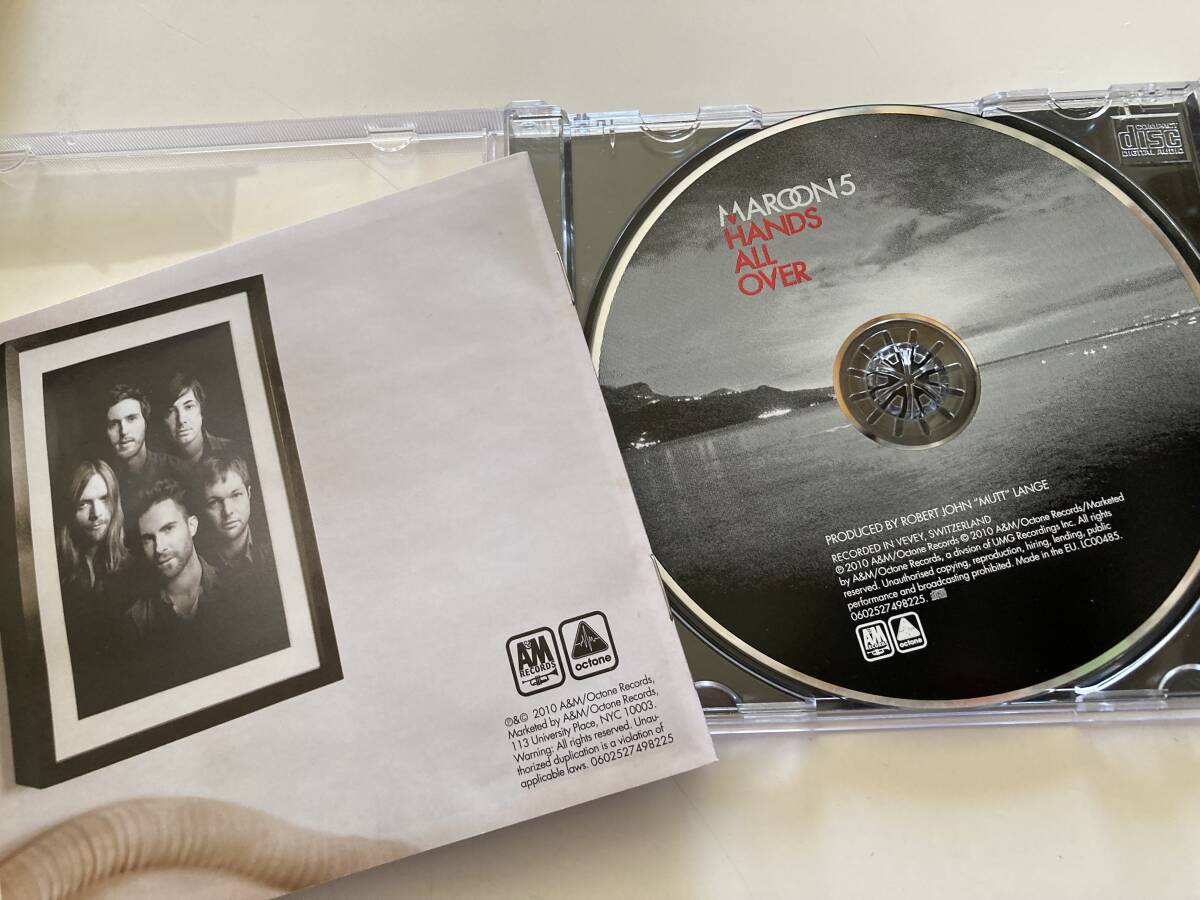 A&M
RECORDS
octone
℗&© 2010 A&M/Octone Records,
Marketed by A&M/Octone Records,
113 University Place, NYC 10003.
Warning: All rights reserved. Unau-
thorized duplication is a violation of
applicable laws. 0602527498225
COMPACT
disc
DIGITAL AUDIO
MAROON 5
HANDS
ALL
OVER
PRODUCED BY ROBERT JOHN "MUTT" LANGE
RECORDED IN VEVEY, SWITZERLAND
℗ 2010 A&M/Octone Records © 2010 A&M/Octone Records/Marketed
by A&M/Octone Records, a divsion of UMG Recordings Inc. All rights
reserved. Unauthorised copying, reproduction, hiring, lending, public
performance and broadcasting prohibited. Made in the EU. LC00485.
0602527498225.
A&M
RECORDS
octone